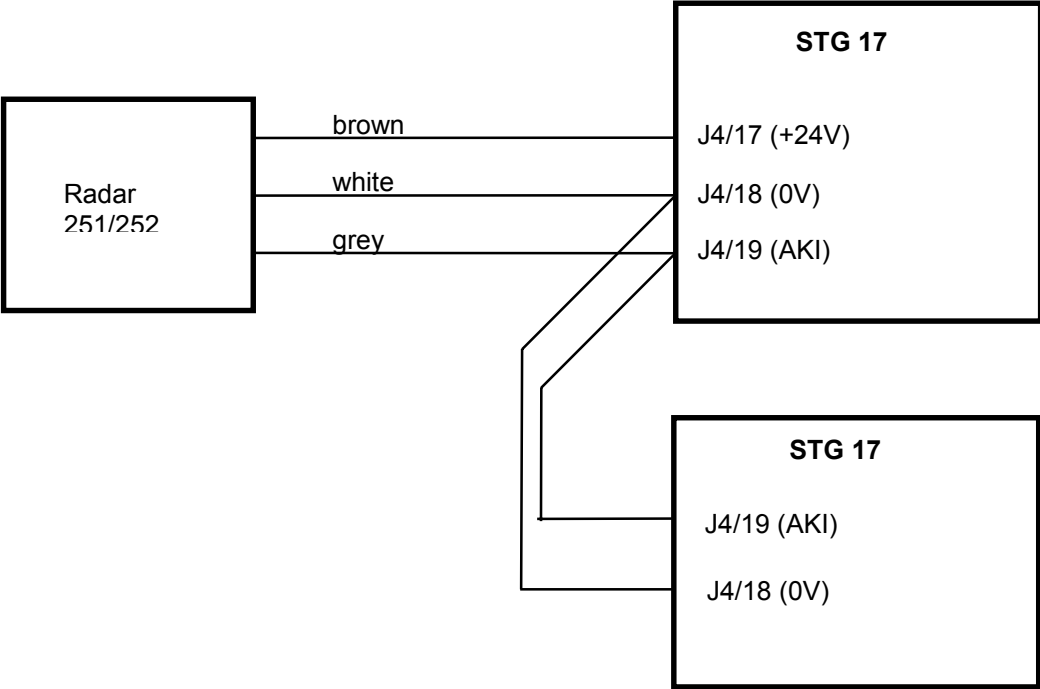 STG 17
brown
J4/17 (+24V)
white
J4/18 (0V)
Radar
251/252
grey
J4/19 (AKI)
STG 17
J4/19 (AKI)
J4/18 (0V)